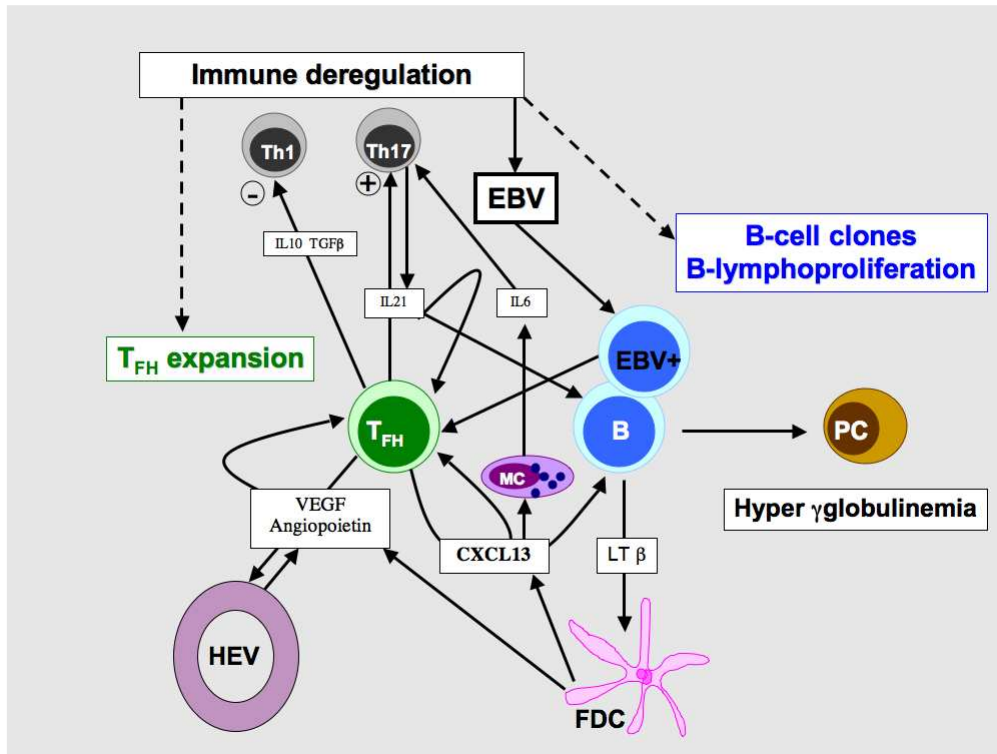 Immune deregulation
Th1
Th17
-
+
EBV
IL10 TGFβ
B-cell clones
B-lymphoproliferation
IL21
IL6
TFH expansion
EBV+
TFH
B
PC
MC
VEGF
Angiopoietin
Hyper γglobulinemia
CXCL13
LT β
HEV
FDC